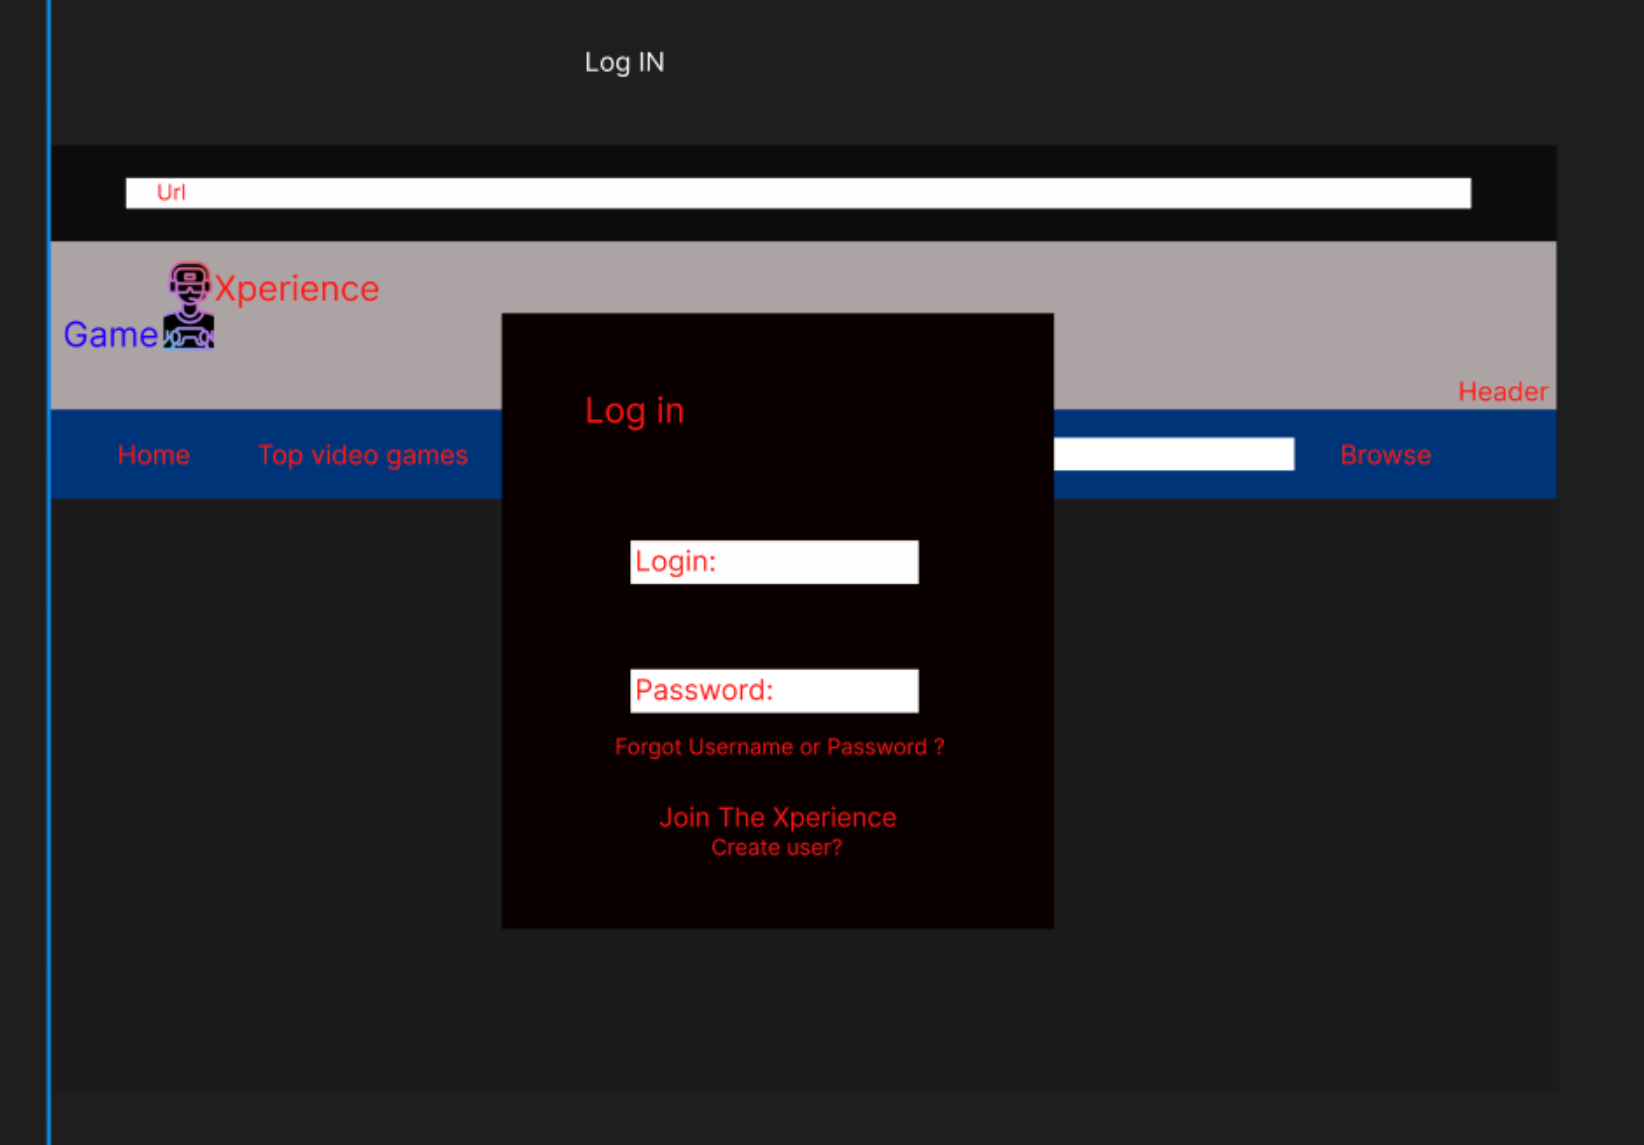 Log IN
Url
Xperience
Game
Header
Home
Top video games
Browse
Log in
Login:
Password:
Forgot Username or Password ?
Join The Xperience
Create user?